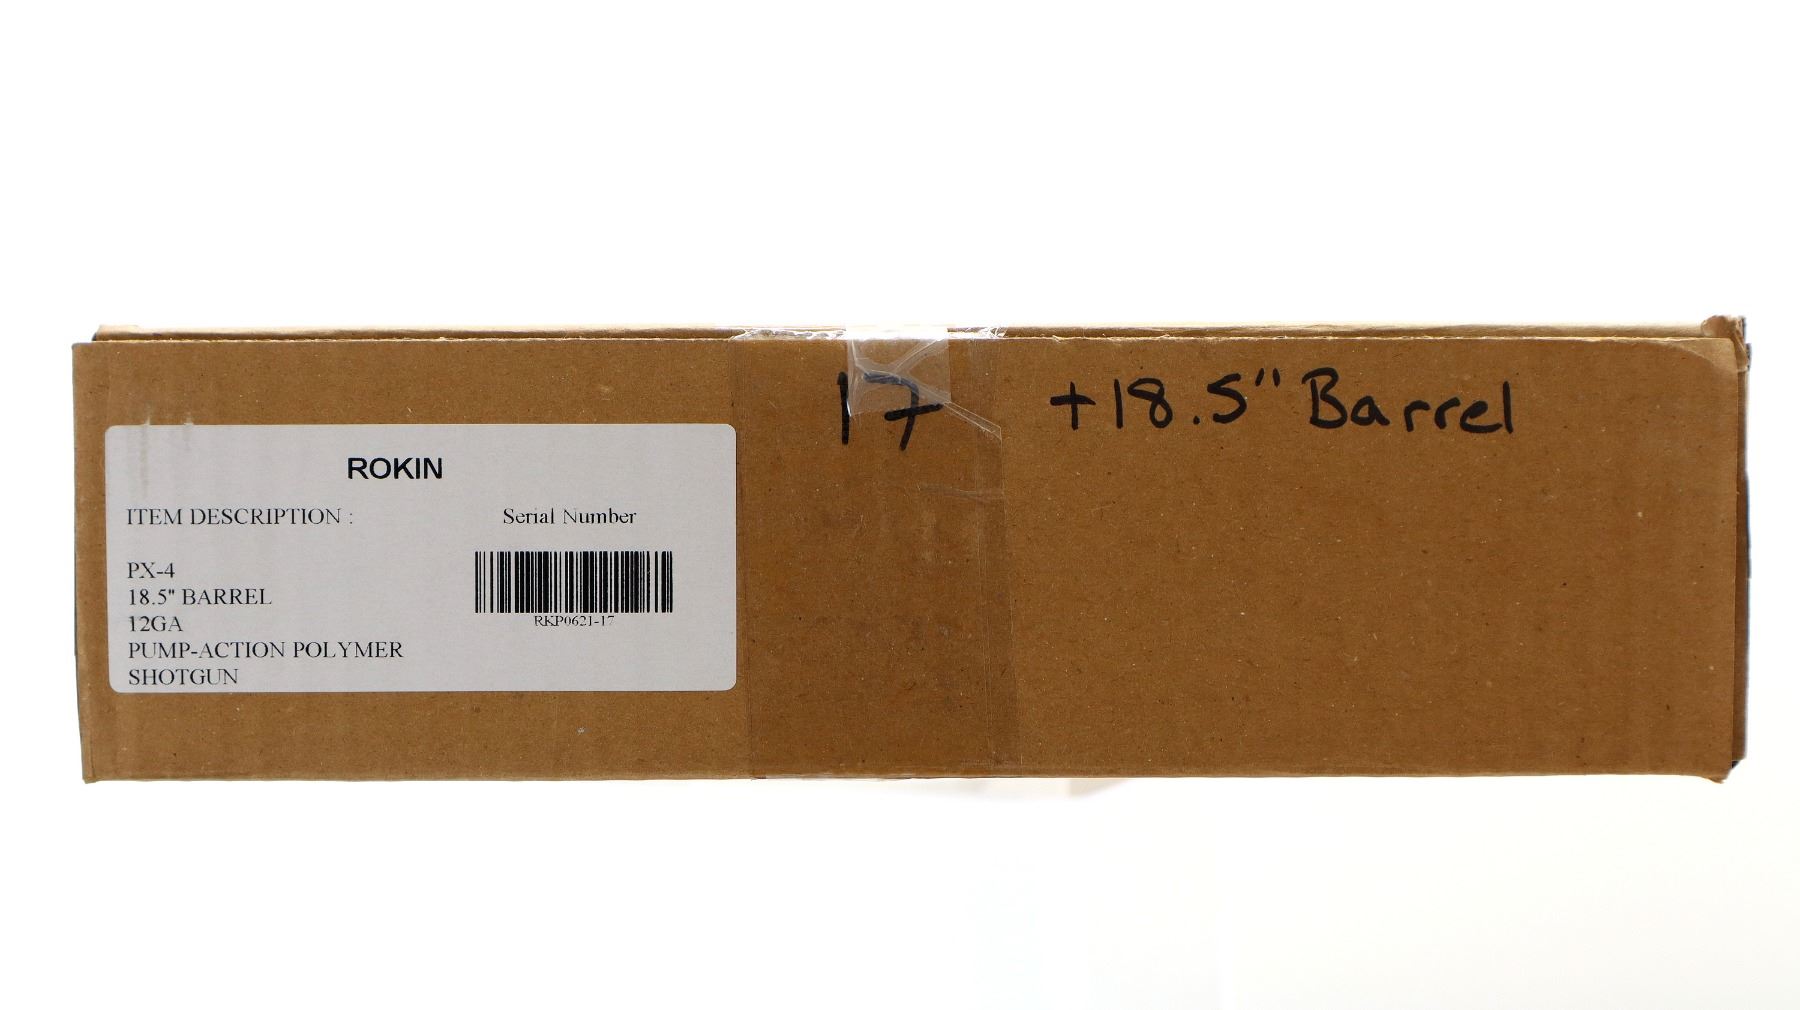 17 +18.5" Barrel
ROKIN
ITEM DESCRIPTION :
Serial Number
PX-4
18.5" BARREL
12GA
PUMP-ACTION POLYMER
SHOTGUN
RKP0621-17